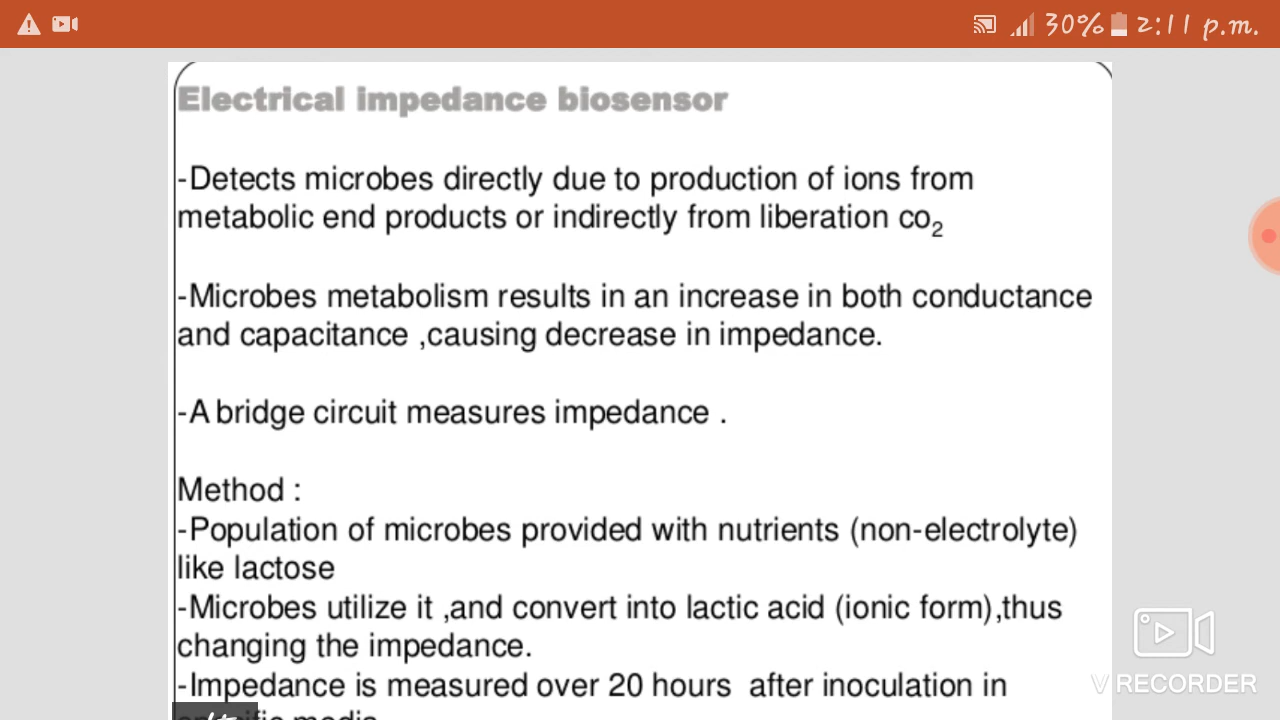 30% 2:11 p.m.
Electrical impedance biosensor
-Detects microbes directly due to production of ions from
metabolic end products or indirectly from liberation co₂
-Microbes metabolism results in an increase in both conductance
and capacitance ,causing decrease in impedance.
-A bridge circuit measures impedance .
Method :
-Population of microbes provided with nutrients (non-electrolyte)
like lactose
-Microbes utilize it ,and convert into lactic acid (ionic form),thus
changing the impedance.
-Impedance is measured over 20 hours after inoculation in
media
V RECORDER